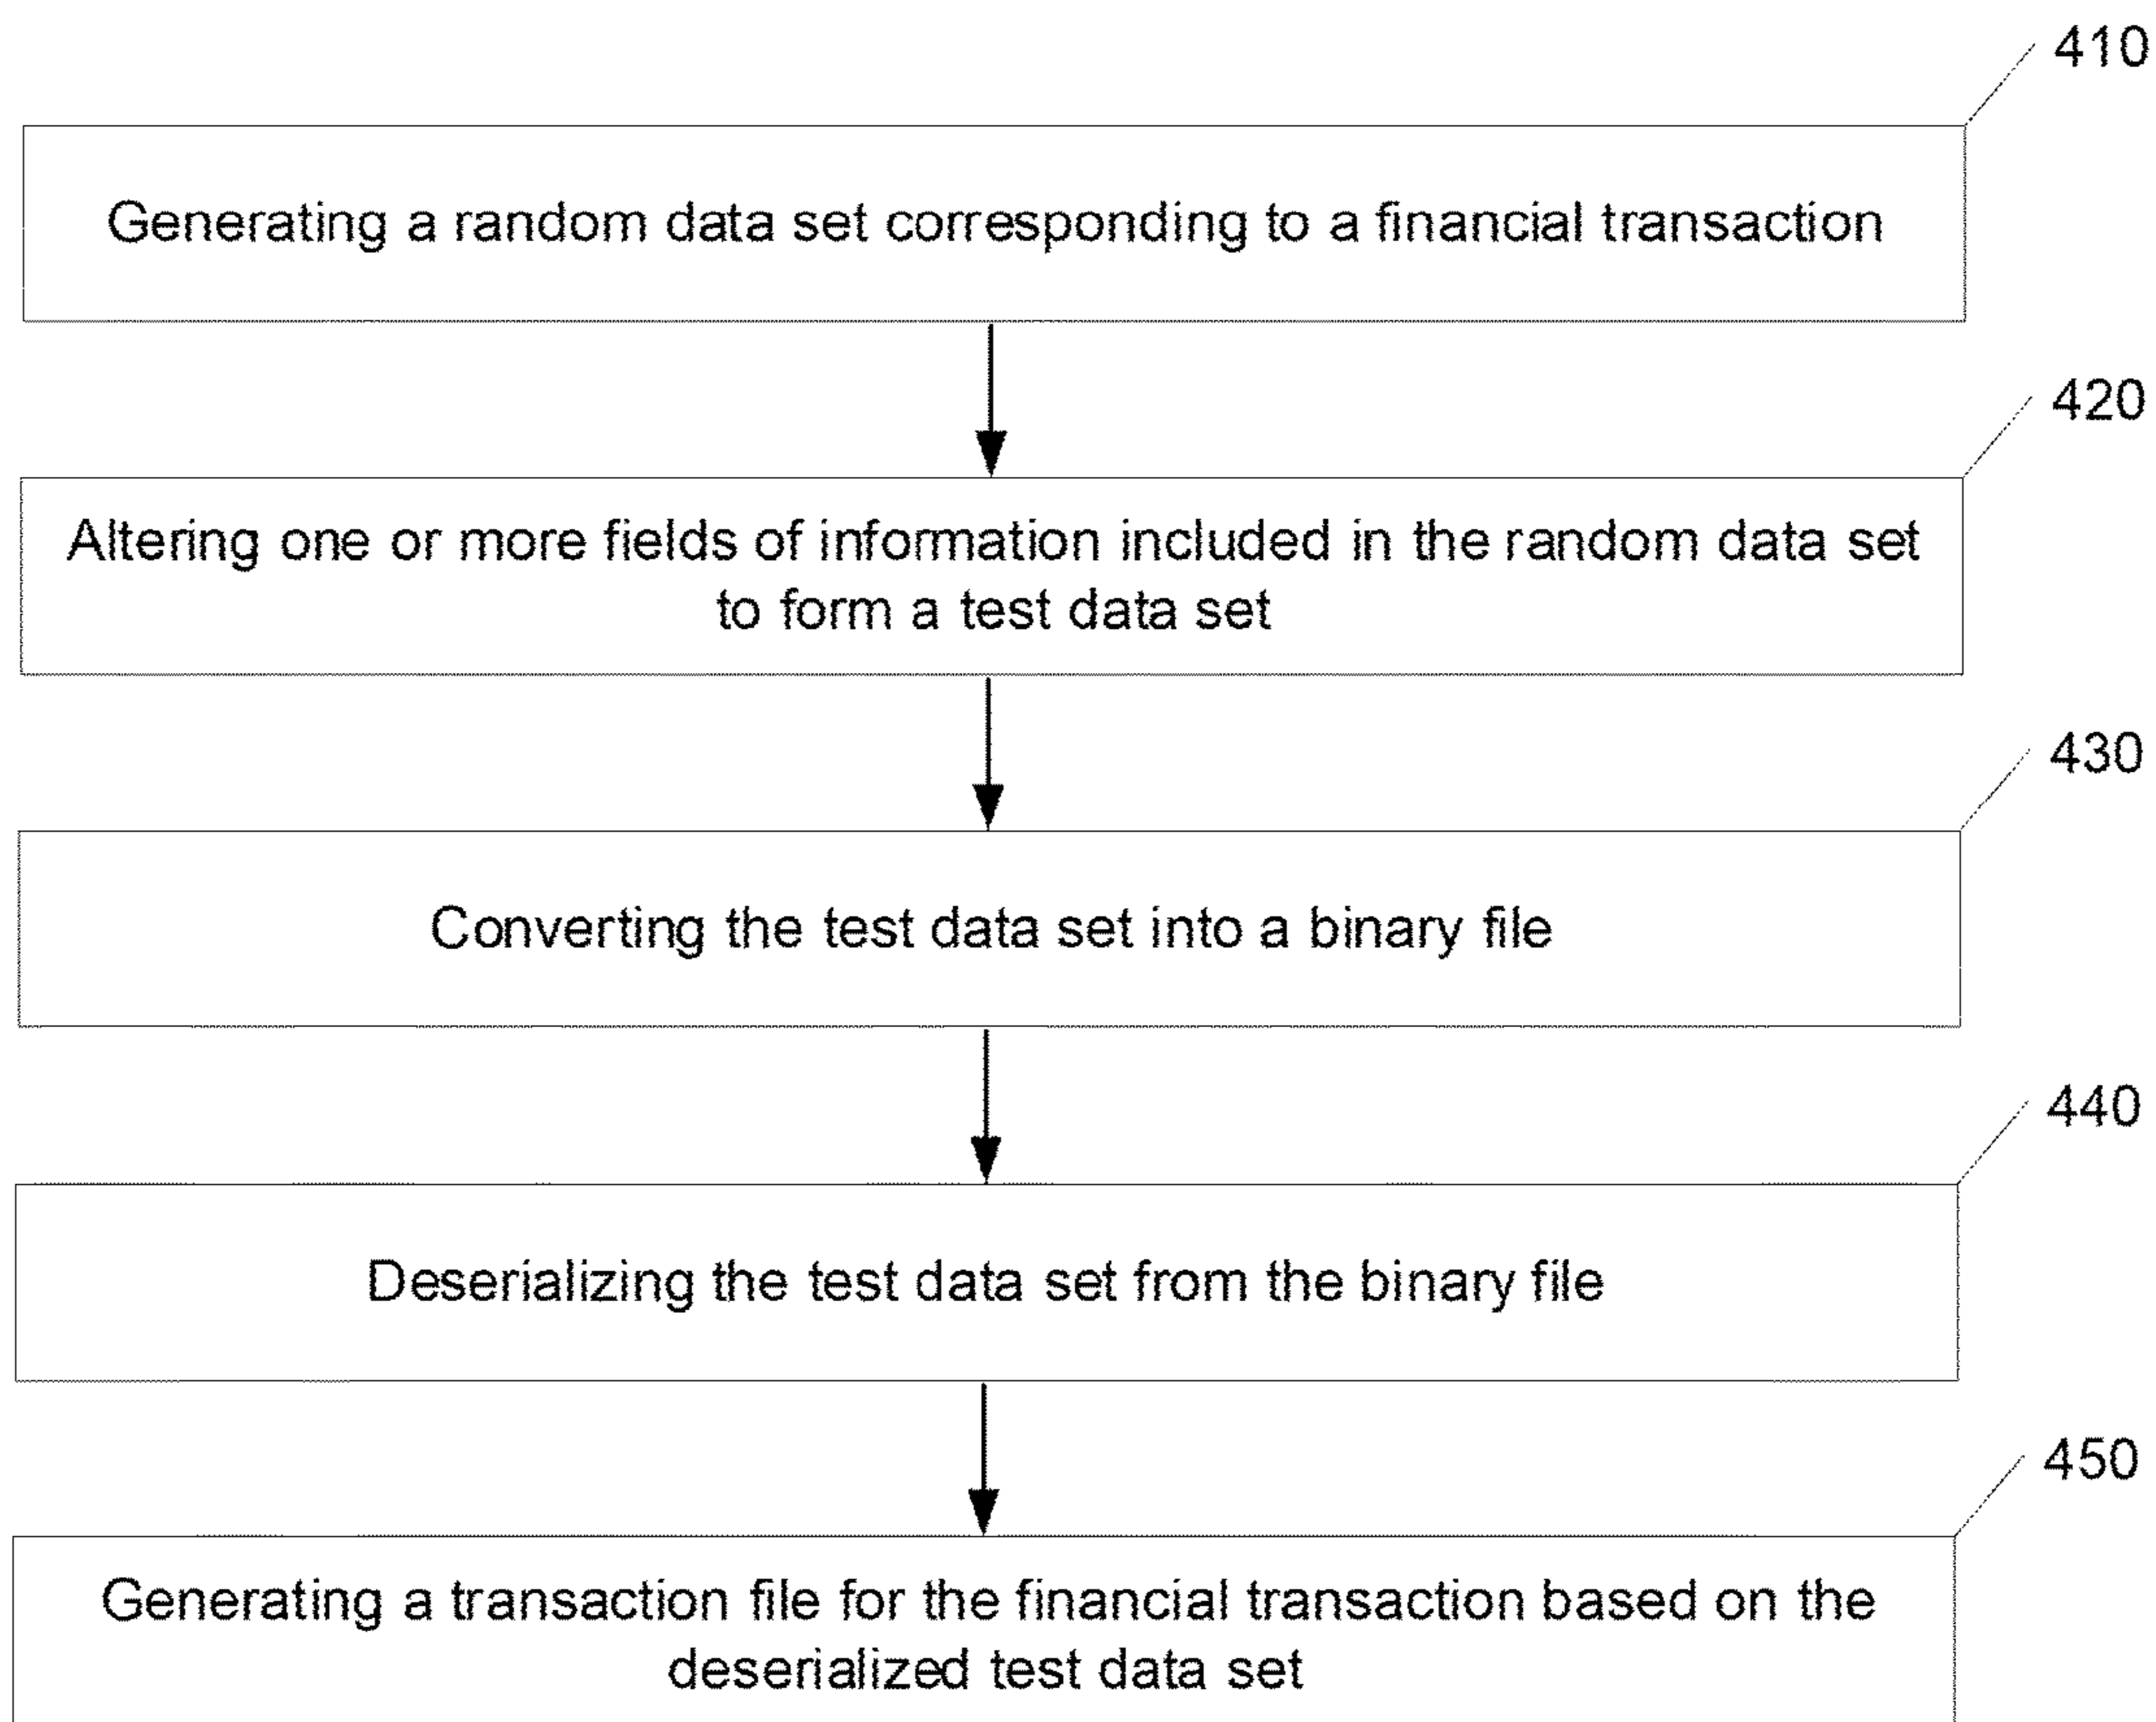 410
Generating a random data set corresponding to a financial transaction
420
Altering one or more fields of information included in the random data set
to form a test data set
430
Converting the test data set into a binary file
440
Deserializing the test data set from the binary file
450
Generating a transaction file for the financial transaction based on the
deserialized test data set